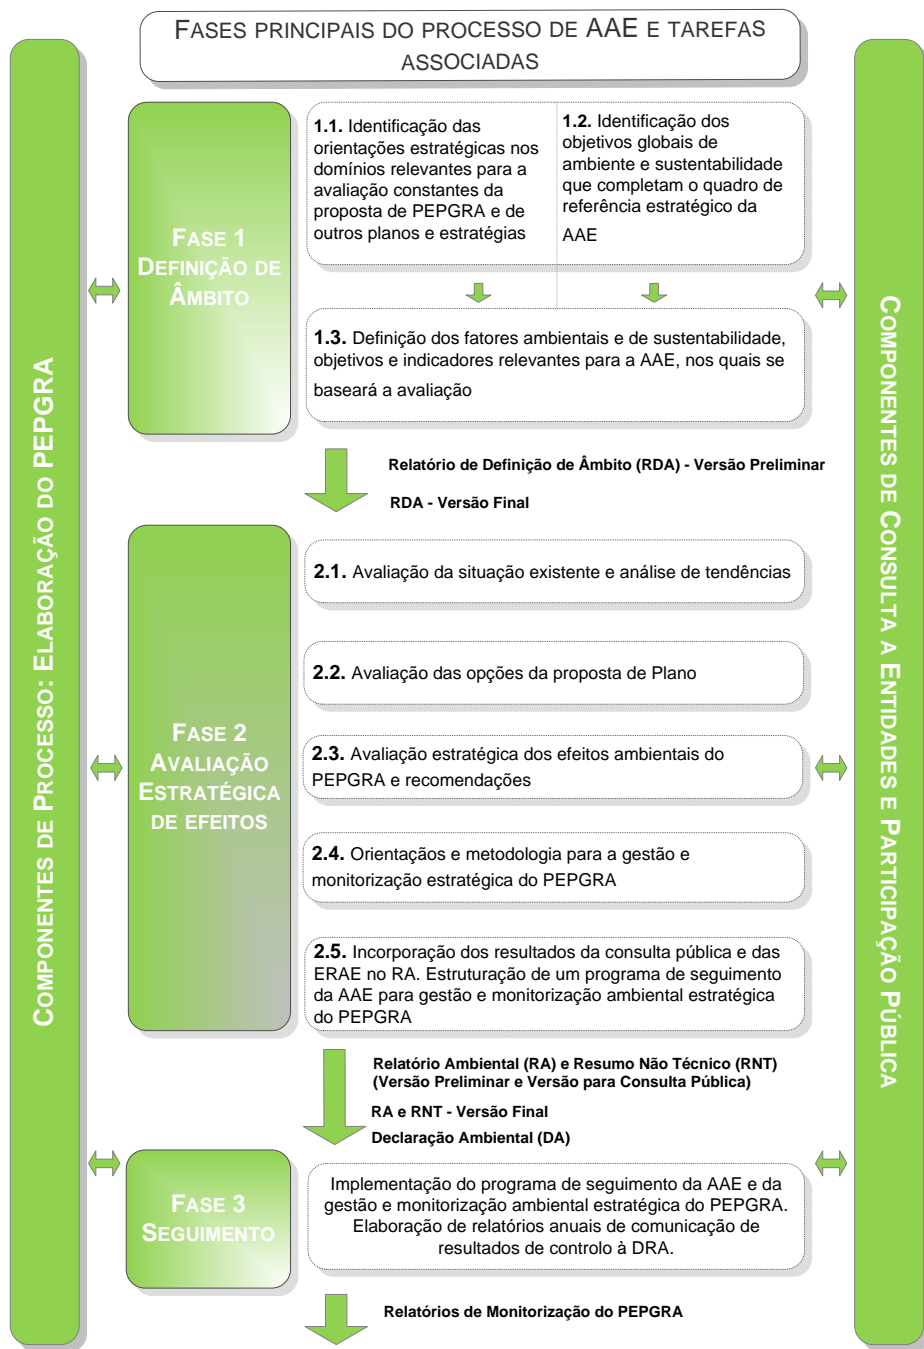 FASES PRINCIPAIS DO PROCESSO DE AAE E TAREFAS
ASSOCIADAS
COMPONENTES DE PROCESSO: ELABORAÇÃO DO PEPGRA
FASE 1
DEFINIÇÃO DE
ÂMBITO
1.1. Identificação das
orientações estratégicas nos
domínios relevantes para a
avaliação constantes da
proposta de PEPGRA e de
outros planos e estratégias
1.2. Identificação dos
objetivos globais de
ambiente e sustentabilidade
que completam o quadro de
referência estratégico da
AAE
1.3. Definição dos fatores ambientais e de sustentabilidade,
objetivos e indicadores relevantes para a AAE, nos quais se
baseará a avaliação
Relatório de Definição de Âmbito (RDA) - Versão Preliminar
RDA - Versão Final
FASE 2
AVALIAÇÃO
ESTRATÉGICA
DE EFEITOS
2.1. Avaliação da situação existente e análise de tendências
2.2. Avaliação das opções da proposta de Plano
2.3. Avaliação estratégica dos efeitos ambientais do
PEPGRA e recomendações
2.4. Orientaçãos e metodologia para a gestão e
monitorização estratégica do PEPGRA
2.5. Incorporação dos resultados da consulta pública e das
ERAE no RA. Estruturação de um programa de seguimento
da AAE para gestão e monitorização ambiental estratégica
do PEPGRA
Relatório Ambiental (RA) e Resumo Não Técnico (RNT)
(Versão Preliminar e Versão para Consulta Pública)
RA e RNT - Versão Final
Declaração Ambiental (DA)
FASE 3
SEGUIMENTO
Implementação do programa de seguimento da AAE e da
gestão e monitorização ambiental estratégica do PEPGRA.
Elaboração de relatórios anuais de comunicação de
resultados de controlo à DRA.
Relatórios de Monitorização do PEPGRA
COMPONENTES DE CONSULTA A ENTIDADES E PARTICIPAÇÃO PÚBLICA